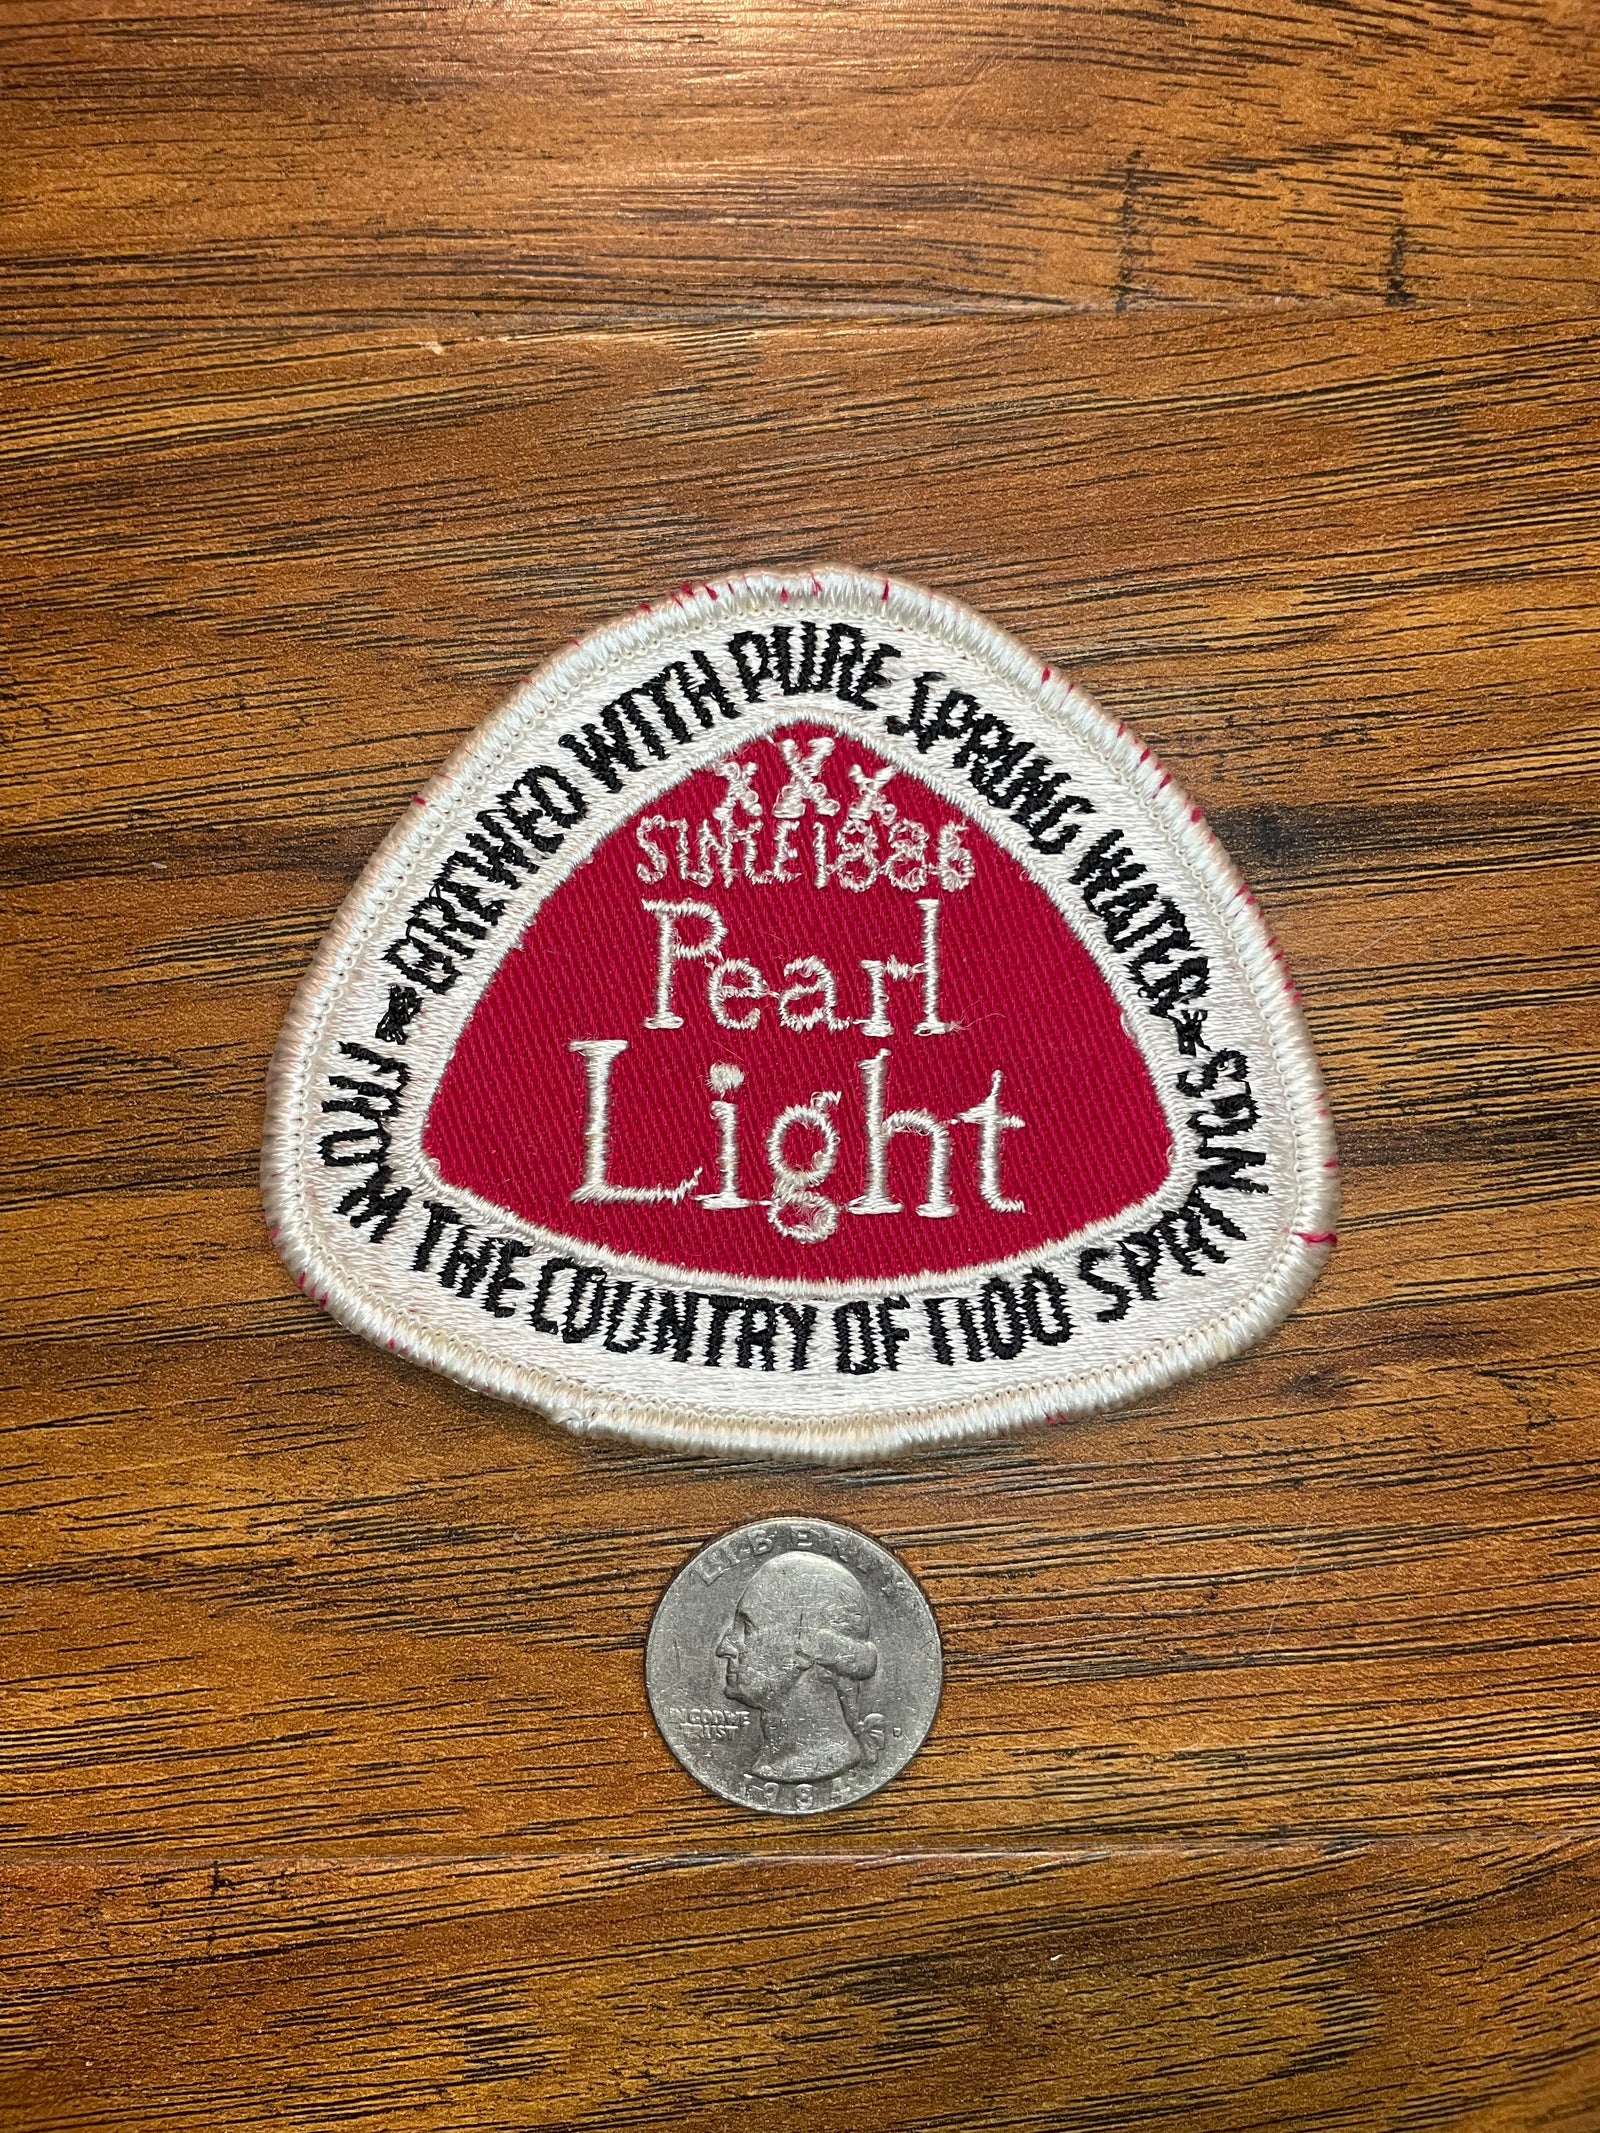 BREWED WITH PURE SPRING WATER
XXX
SINCE 1886
Pearl
Light
FROM THE COUNTRY OF 1100 SPRINGS
LIBERTY
IN GOD WE
TRUST
D
1984